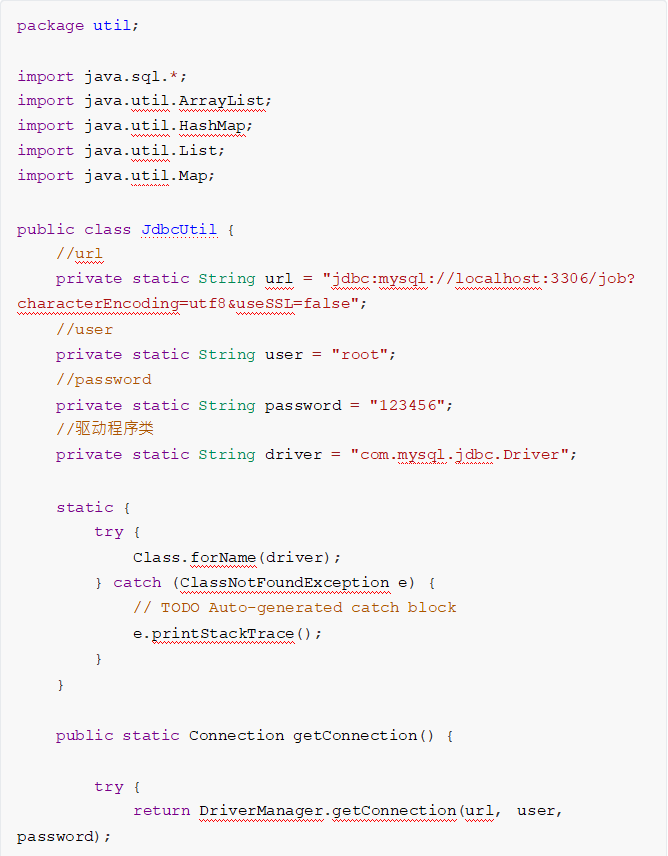 package util;
import java.sql.*;
import java.util.ArrayList;
import java.util.HashMap;
import java.util.List;
import java.util.Map;
public class JdbcUtil {
//url
private static String url = "jdbc:mysql://localhost:3306/job?
characterEncoding=utf8&useSSL=false";
//user
private static String user = "root";
//password
private static String password = "123456";
//驱动程序类
private static String driver = "com.mysql.jdbc.Driver";
static {
try {
Class.forName(driver);
} catch (ClassNotFoundException e) {
// TODO Auto-generated catch block
e.printStackTrace();
}
}
public static Connection getConnection() {
try {
return DriverManager.getConnection(url, user,
password);